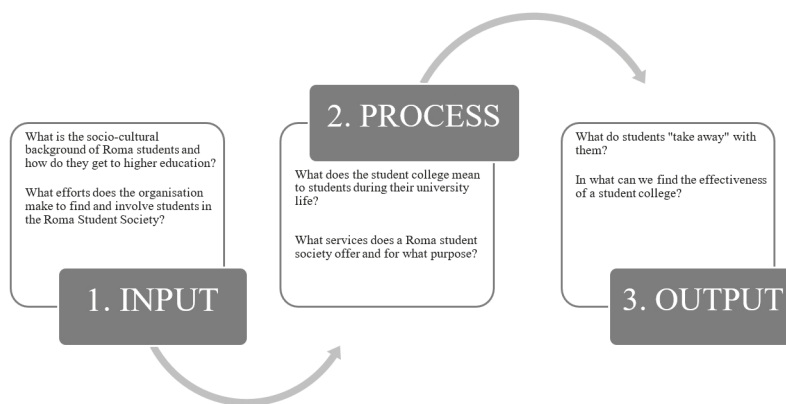 What is the socio-cultural
background of Roma students and
how do they get to higher education?
What efforts does the organisation
make to find and involve students in
the Roma Student Society?
1. INPUT
2. PROCESS
What does the student college mean
to students during their university
life?
What services does a Roma student
society offer and for what purpose?
What do students "take away" with
them?
In what can we find the effectiveness
of a student college?
3. OUTPUT